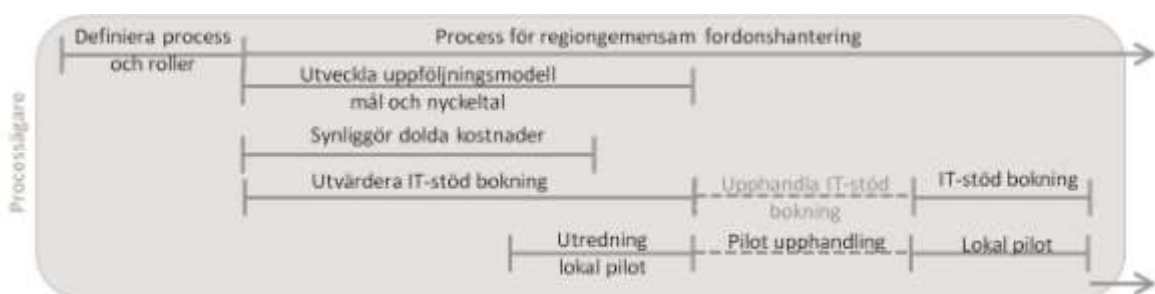 Processägare
Definiera process
och roller
Process för regiongemensam fordonshantering
Utveckla uppföljningsmodell
mål och nyckeltal
Synliggör dolda kostnader
Utvärdera IT-stöd bokning
Upphandla IT-stöd
bokning
IT-stöd bokning
Utredning
lokal pilot
Pilot upphandling
Lokal pilot